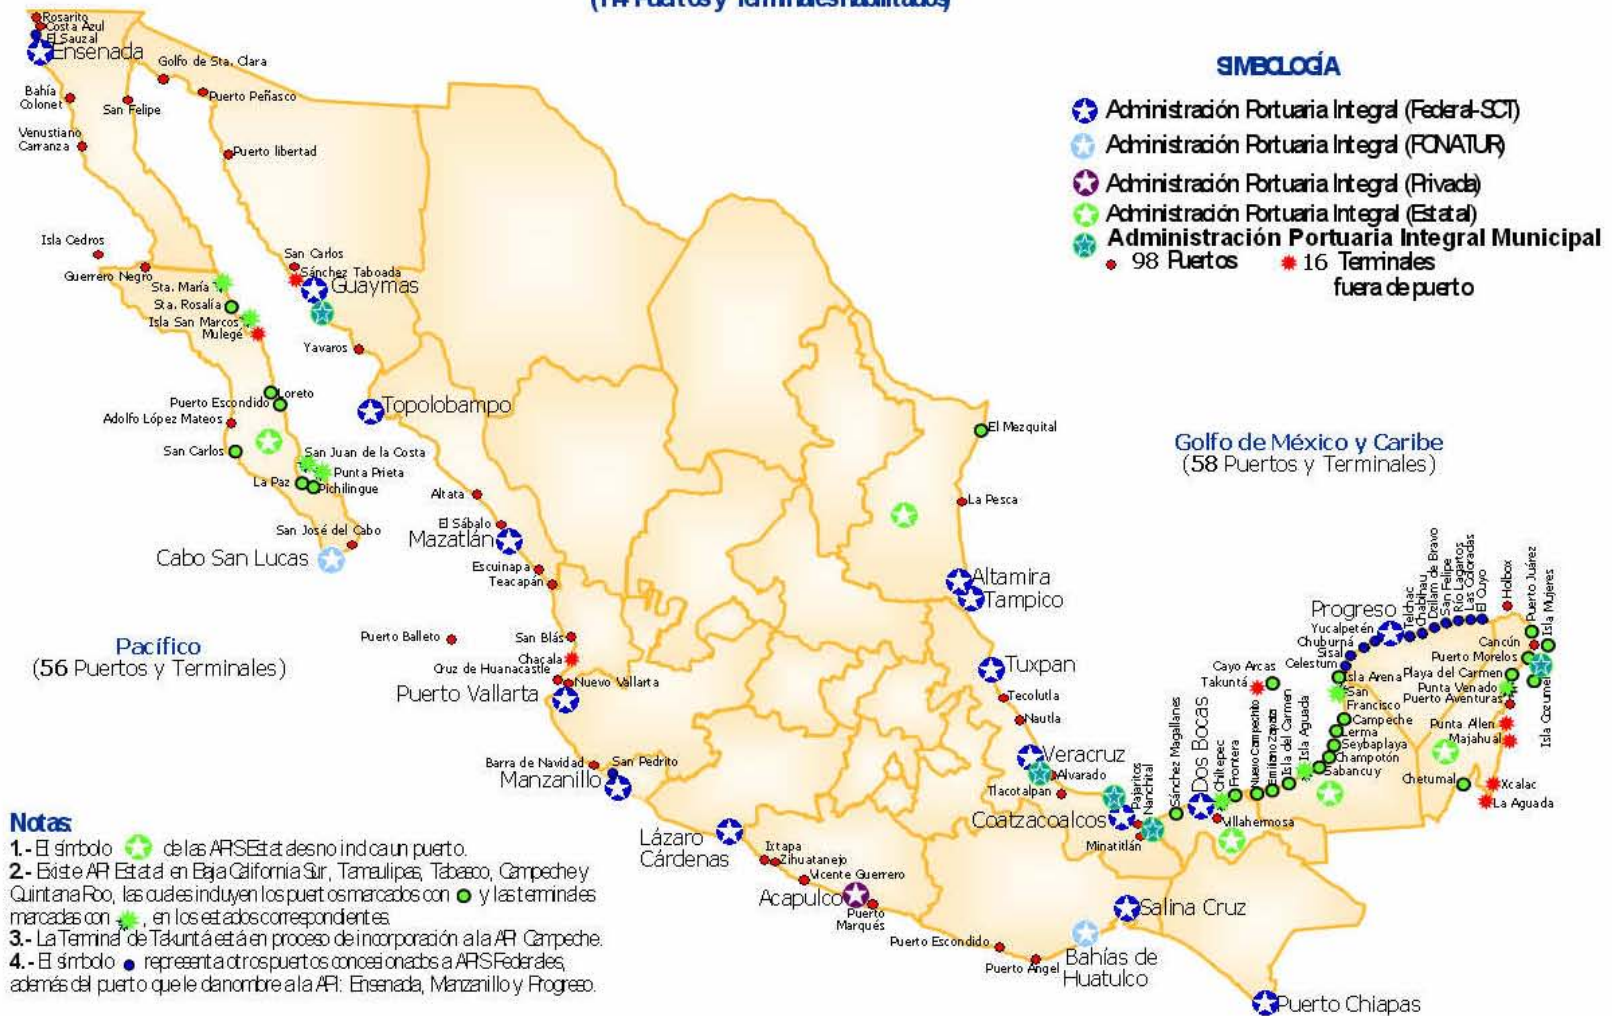 (114 Puertos y Terminales habilitados)
SIMBOLOGÍA
Administración Portuaria Integral (Federal-SCT)
Administración Portuaria Integral (FONATUR)
Administración Portuaria Integral (Privada)
Administración Portuaria Integral (Estatal)
Administración Portuaria Integral Municipal
98 Puertos
16 Terminales
fuera de puerto
Rosarito
Costa Azul
El Sauzal
Ensenada
Golfo de Sta. Clara
Bahía
Colonet
San Felipe
Puerto Peñasco
Venustiano
Carranza
Puerto libertad
Isla Cedros
Guerrero Negro
San Carlos
Sánchez Taboada
Guaymas
Sta. María
Sta. Rosalía
Isla San Marcos
Mulegé
Yavaros
Loreto
Puerto Escondido
Adolfo López Mateos
San Carlos
Topolobampo
San Juan de la Costa
Punta Prieta
La Paz
Pichilingue
San José del Cabo
Cabo San Lucas
Altata
El Sábalo
Mazatlán
Escuinapa
Teacapán
Puerto Balleto
San Blás
Chacala
Cruz de Huanacastle
Nuevo Vallarta
Puerto Vallarta
Pacífico
(56 Puertos y Terminales)
Barra de Navidad
San Pedrito
Manzanillo
Lázaro
Cárdenas
Ixtapa
Zihuatanejo
Vicente Guerrero
Acapulco
Puerto
Marqués
Puerto Escondido
Puerto Angel
Bahías de
Huatulco
Salina Cruz
Puerto Chiapas
El Mezquital
La Pesca
Altamira
Tampico
Tuxpan
Tecolutla
Nautla
Veracruz
Alvarado
Tlacotalpan
Coatzacoalcos
Pajaritos
Nanchital
Minatitlán
Golfo de México y Caribe
(58 Puertos y Terminales)
Sánchez Magallanes
Dos Bocas
Chiltepec
Frontera
Villahermosa
Nuevo Campechito
Emiliano Zapata
Isla del Carmen
Isla Aguada
Cayo Arcas
Takuntá
Sabancuy
Champotón
Seybaplaya
Lerma
Campeche
San
Francisco
Isla Arena
Celestum
Sisal
Chuburná
Yucalpetén
Progreso
Telchac
Chabihau
Dzilam de Bravo
San Felipe
Río Lagartos
Las Coloradas
El Cuyo
Holbox
Puerto Juárez
Isla Mujeres
Cancún
Puerto Morelos
Playa del Carmen
Punta Venado
Puerto Aventuras
Isla Cozumel
Punta Allen
Majahual
Chetumal
Xcalac
La Aguada
Notas:
1.- El símbolo de las APIS Estatales no indica un puerto.
2.- Existe API Estatal en Baja California Sur, Tamaulipas, Tabasco, Campeche y
Quintana Roo, las cuales incluyen los puertos marcados con y las terminales
marcadas con , en los estados correspondientes.
3.- La Terminal de Takuntá está en proceso de incorporación a la API Campeche.
4.- El símbolo representa otros puertos concesionados a APIS Federales,
además del puerto que le da nombre a la API: Ensenada, Manzanillo y Progreso.